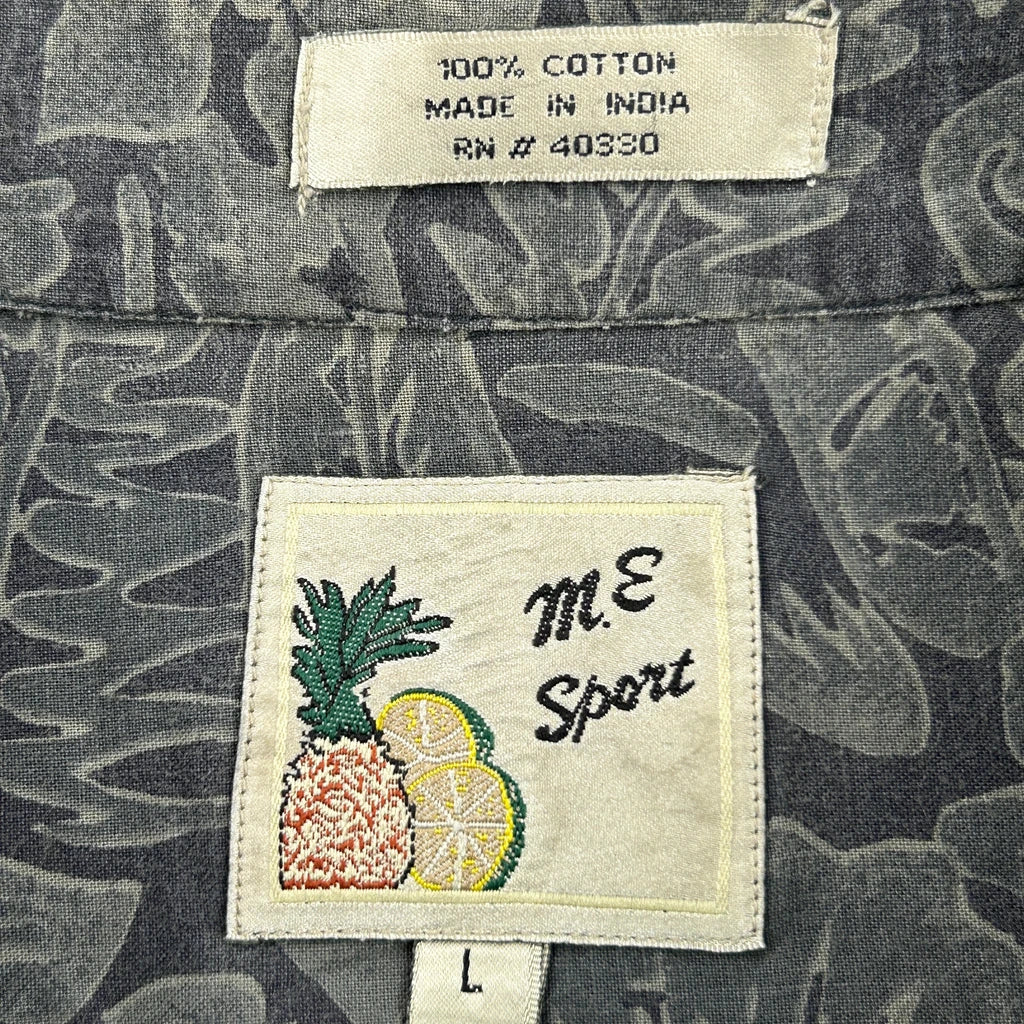 100% COTTON
MADE IN INDIA
RN # 40330
M.E
Sport
L